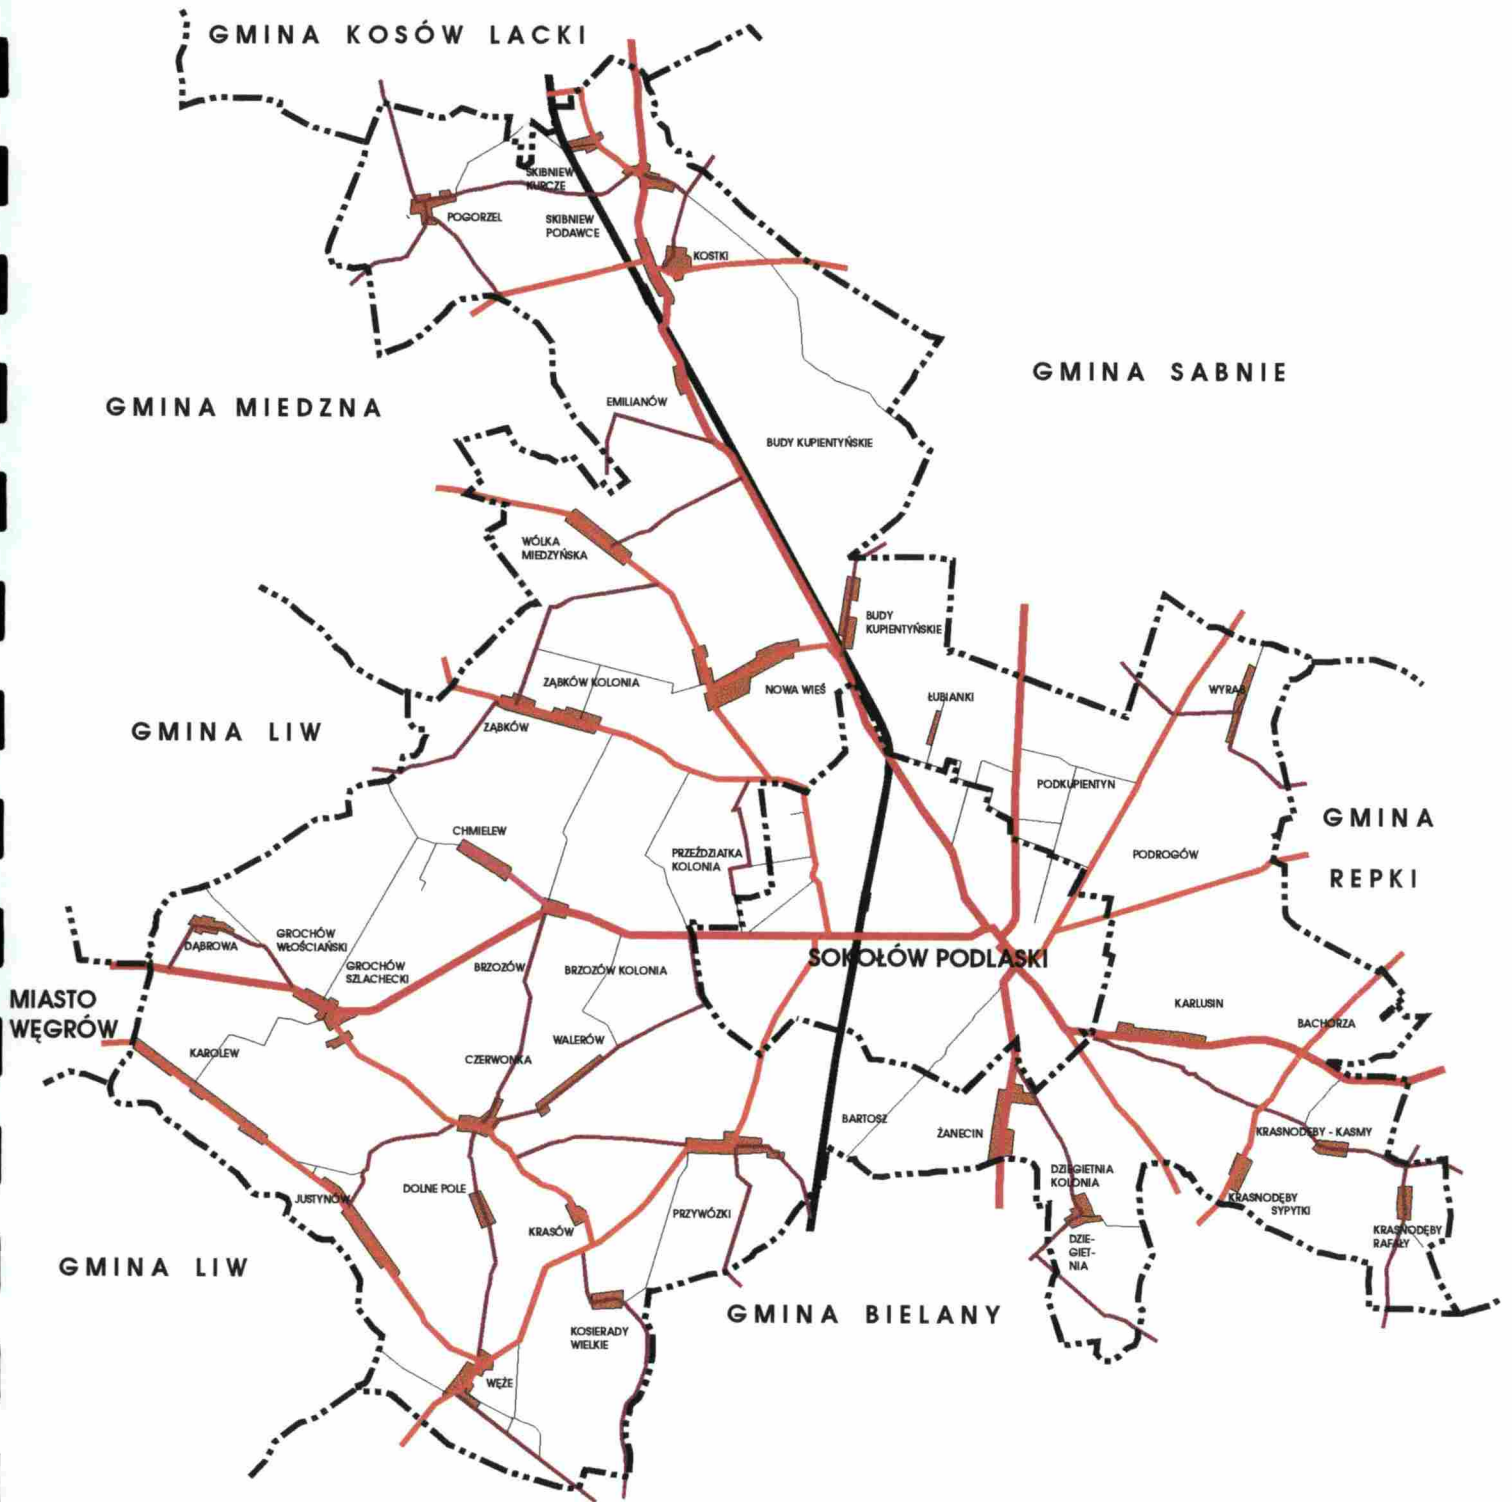 GMINA KOSÓW LACKI
SKIBNIEW
KURCZE
POGORZEL
SKIBNIEW
PODAWCE
KOSTKI
GMINA SABNIE
GMINA MIEDZNA
EMILIANÓW
BUDY KUPIENTYŃSKIE
WÓLKA
MIEDZYŃSKA
BUDY
KUPIENTYŃSKIE
ZĄBKÓW KOLONIA
NOWA WIEŚ
ŁUBIANKI
WYRĄB
ZĄBKÓW
GMINA LIW
PODKUPIENTYN
GMINA
REPKI
CHMIELEW
PRZEŹDZIATKA
KOLONIA
PODROGÓW
DĄBROWA
GROCHÓW
WŁOŚCIAŃSKI
GROCHÓW
SZLACHECKI
BRZOZÓW
BRZOZÓW KOLONIA
SOKOŁÓW PODLASKI
MIASTO
WĘGRÓW
KARLUSIN
BACHORZA
KAROLEW
CZERWONKA
WALERÓW
BARTOSZ
ŻANECIN
KRASNODĘBY - KASMY
JUSTYNÓW
DOLNE POLE
DZIEGIETNIA
KOLONIA
KRASNODĘBY
SYPYTKI
KRASÓW
PRZYWÓZKI
KRASNODĘBY
RAFAŁY
DZIE-
GIET-
NIA
GMINA LIW
GMINA BIELANY
KOSIERADY
WIELKIE
WĘŻE